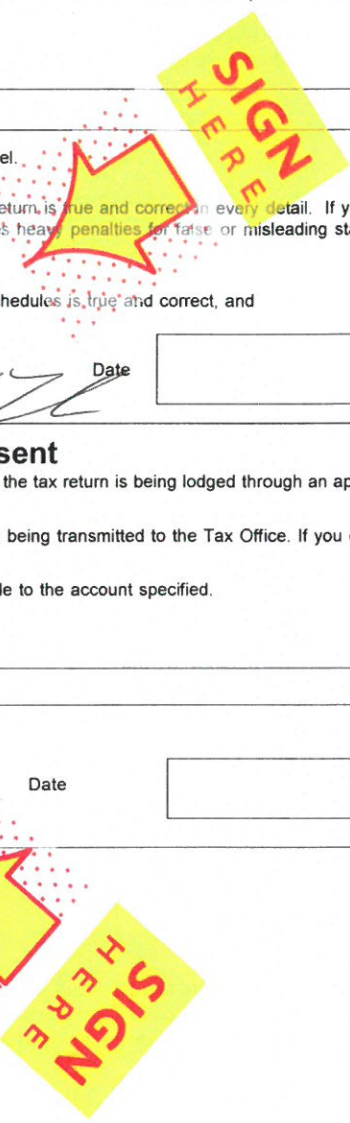 SIGN
HERE
el.
eturn is true and correct in every detail. If y
s heavy penalties for false or misleading sta
hedules is true and correct, and
Date
sent
the tax return is being lodged through an ap
being transmitted to the Tax Office. If you
le to the account specified.
Date
SIGN
HERE